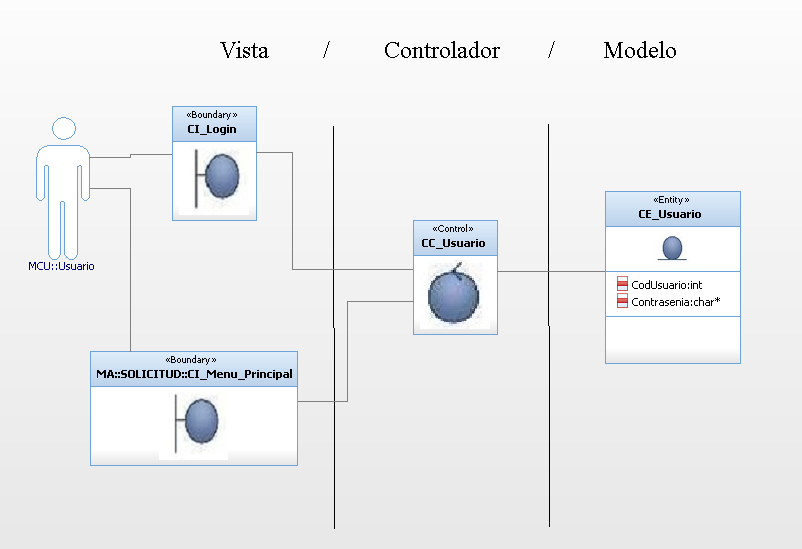 Vista / Controlador / Modelo
«Boundary»
CI_Login
MCU::Usuario
«Boundary»
MA::SOLICITUD::CI_Menu_Principal
«Control»
CC_Usuario
«Entity»
CE_Usuario
CodUsuario:int
Contrasenia:char*